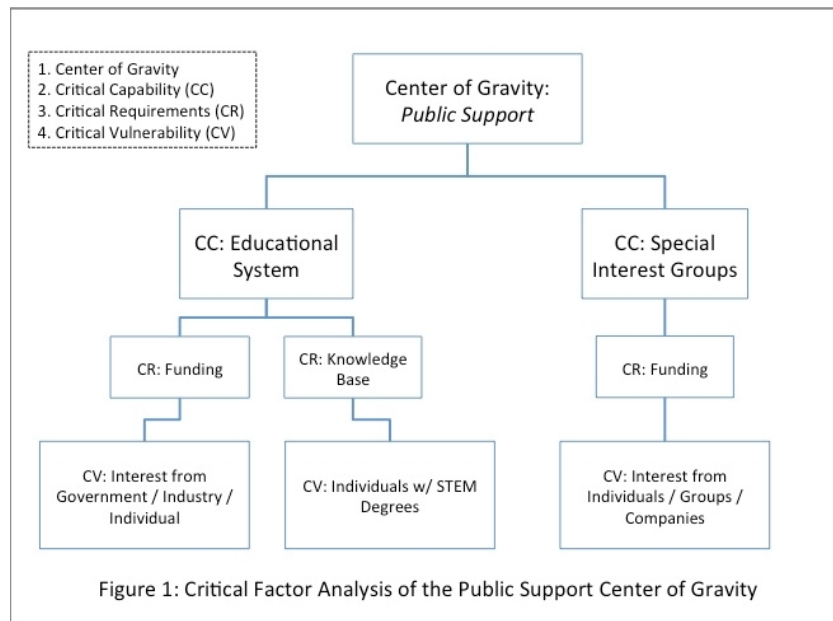 1. Center of Gravity
2. Critical Capability (CC)
3. Critical Requirements (CR)
4. Critical Vulnerability (CV)
Center of Gravity:
Public Support
CC: Educational
System
CC: Special
Interest Groups
CR: Funding
CR: Knowledge
Base
CR: Funding
CV: Interest from
Government / Industry /
Individual
CV: Individuals w/ STEM
Degrees
CV: Interest from
Individuals / Groups /
Companies
Figure 1: Critical Factor Analysis of the Public Support Center of Gravity